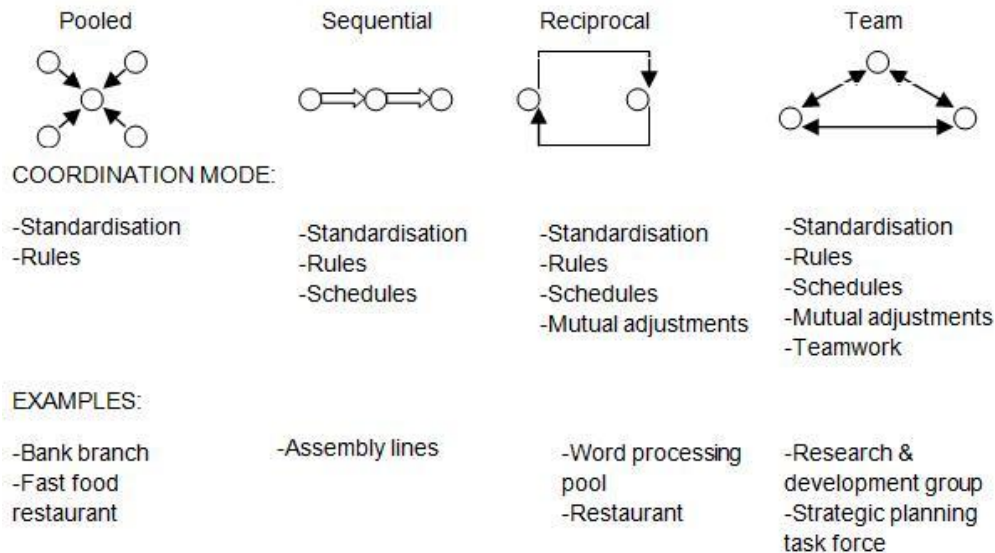 Pooled
Sequential
Reciprocal
Team
COORDINATION MODE:
-Standardisation
-Rules
-Standardisation
-Rules
-Schedules
-Standardisation
-Rules
-Schedules
-Mutual adjustments
-Standardisation
-Rules
-Schedules
-Mutual adjustments
-Teamwork
EXAMPLES:
-Bank branch
-Fast food
restaurant
-Assembly lines
-Word processing
pool
-Restaurant
-Research &
development group
-Strategic planning
task force